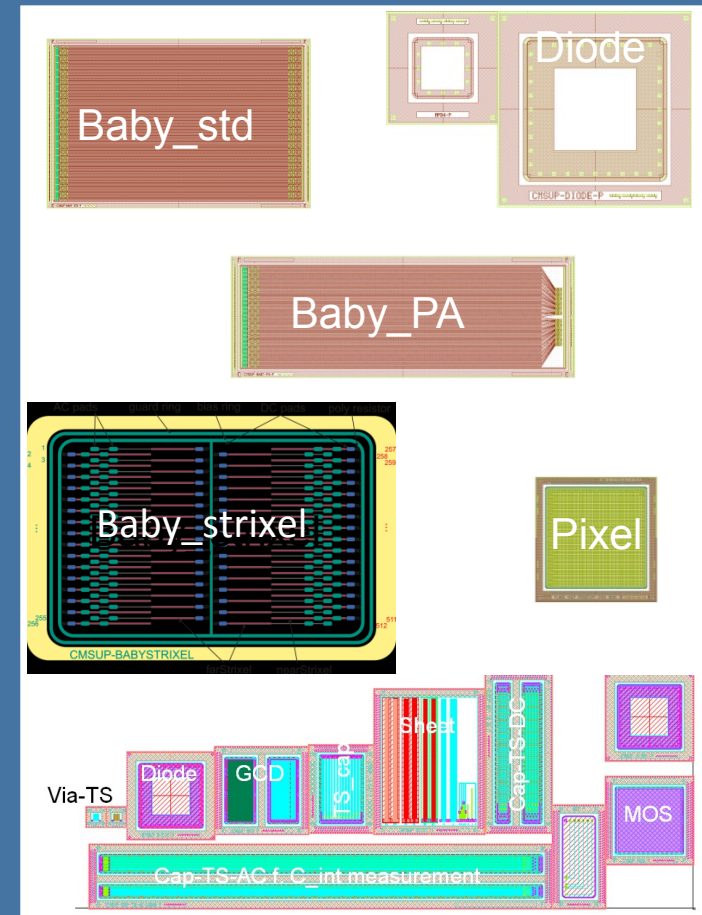 Baby_std
Diode
CMSUP-DIODE-P
Baby_PA
AC pads
guard ring
bias ring
DC pads
poly resistor
1
2
3
4
257
258
259
Baby_strixel
Pixel
255
256
511
512
CMSUP-BABYSTRIXEL
farStrixel
nearStrixel
Via-TS
Diode
GCD
TS_cap
Sheet
Cap-TS-DC
MOS
Cap-TS-AC f. C_int measurement